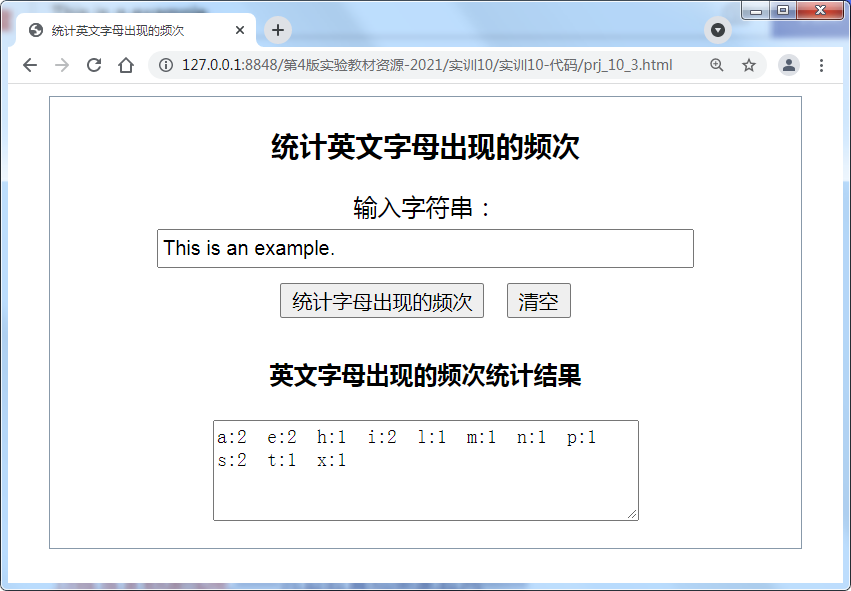 统计英文字母出现的频次
127.0.0.1:8848/第4版实验教材资源-2021/实训10/实训10-代码/prj_10_3.html
统计英文字母出现的频次
输入字符串：
This is an example.
统计字母出现的频次 清空
英文字母出现的频次统计结果
a:2 e:2 h:1 i:2 l:1 m:1 n:1 p:1
s:2 t:1 x:1